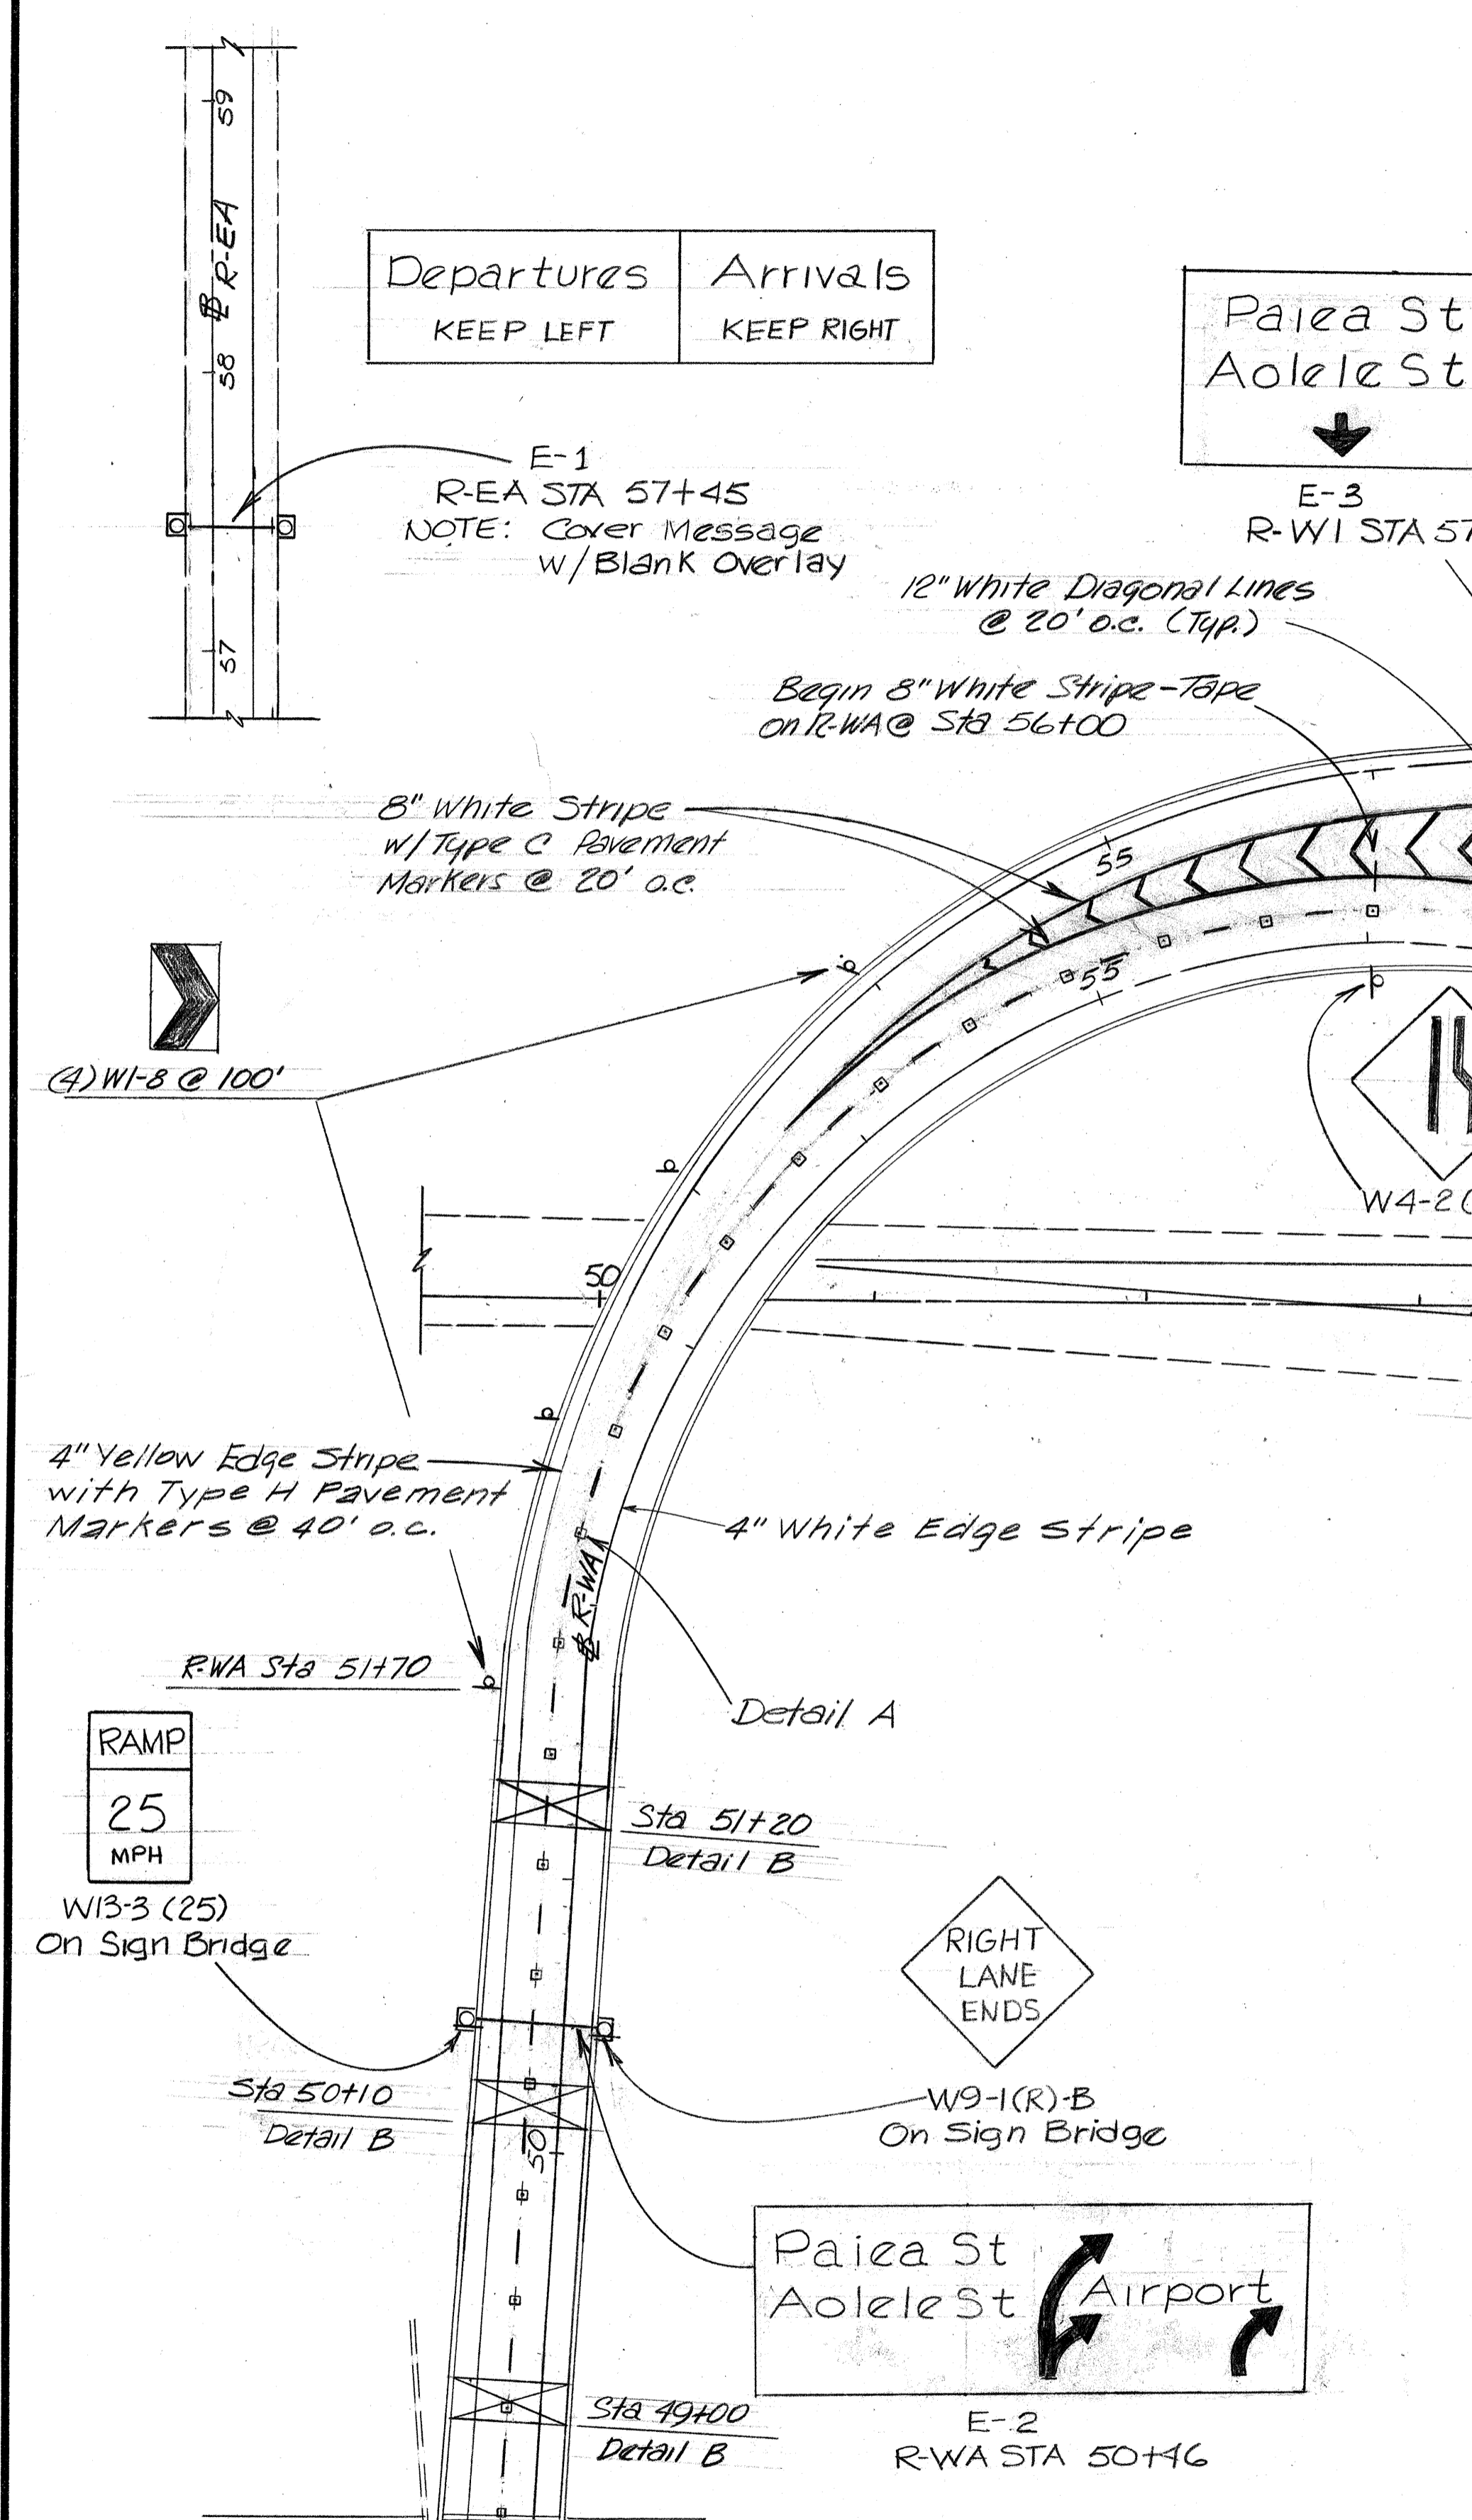 59
R-EA
58
57
Departures
KEEP LEFT
Arrivals
KEEP RIGHT
E-1
R-EA STA 57+45
NOTE: Cover Message
w/Blank Overlay
Paiea St
Aolele St
E-3
R-W1 STA 57
12" White Diagonal Lines
@ 20' o.c. (Typ.)
Begin 8" White Stripe-Tape
on R-WA @ Sta 56+00
8" White Stripe
w/Type C Pavement
Markers @ 20' o.c.
55
55
(4) W1-8 @ 100'
W4-2(
50
4" Yellow Edge Stripe
with Type H Pavement
Markers @ 40' o.c.
4" White Edge Stripe
R-WA
R-WA Sta 51+70
Detail A
RAMP
25
MPH
W13-3 (25)
On Sign Bridge
Sta 51+20
Detail B
RIGHT
LANE
ENDS
W9-1(R)-B
On Sign Bridge
Sta 50+10
Detail B
50
Paiea St
Aolele St
Airport
E-2
R-WA STA 50+46
Sta 49+00
Detail B